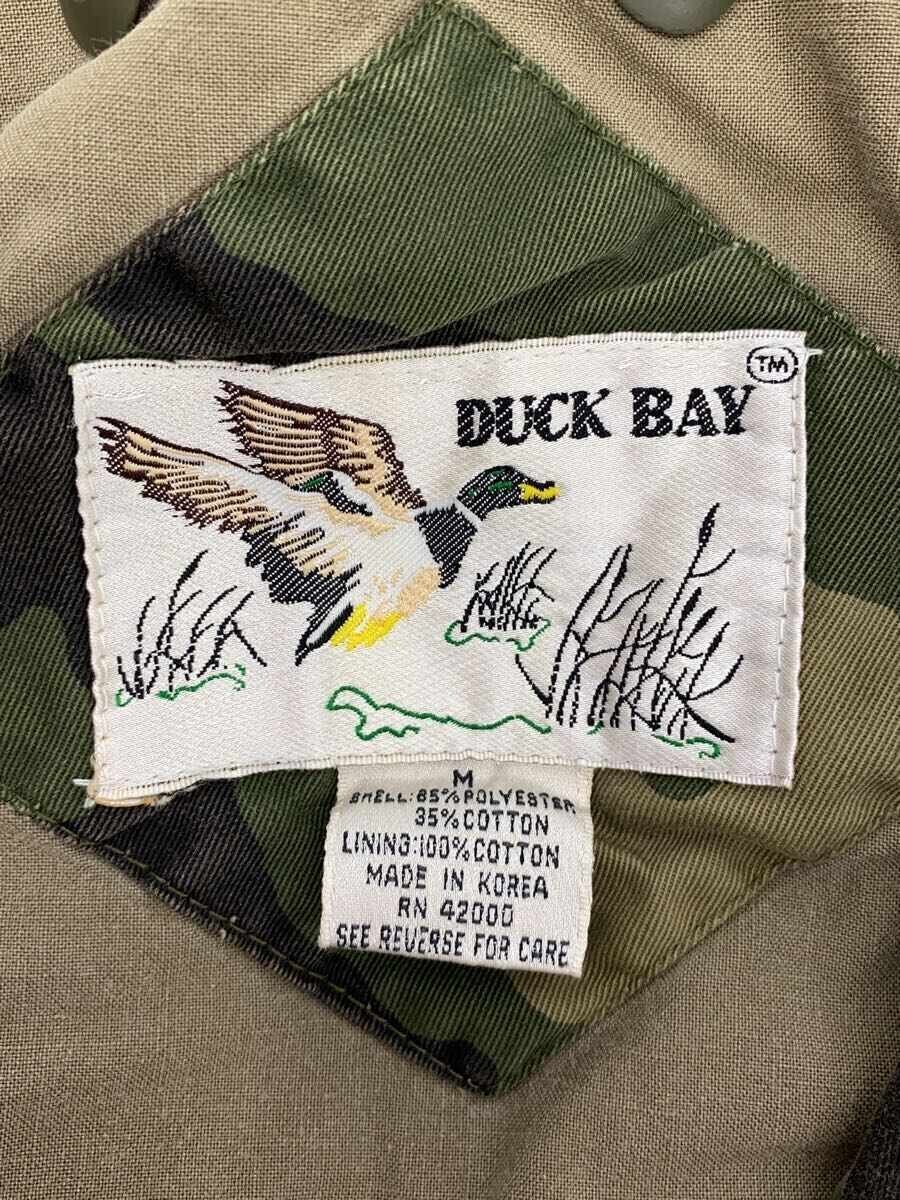 DUCK BAY TM
M
SHELL: 65% POLYESTER
35% COTTON
LINING: 100% COTTON
MADE IN KOREA
RN 42000
SEE REVERSE FOR CARE